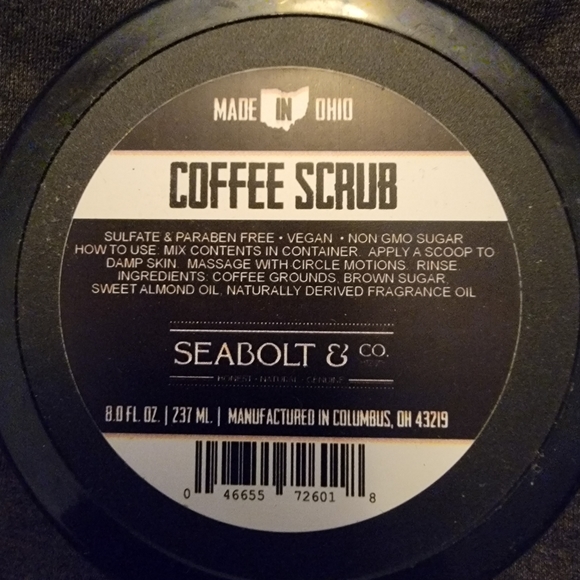 MADE IN OHIO
COFFEE SCRUB
SULFATE & PARABEN FREE • VEGAN • NON GMO SUGAR
HOW TO USE: MIX CONTENTS IN CONTAINER. APPLY A SCOOP TO
DAMP SKIN. MASSAGE WITH CIRCLE MOTIONS. RINSE.
INGREDIENTS: COFFEE GROUNDS, BROWN SUGAR,
SWEET ALMOND OIL, NATURALLY DERIVED FRAGRANCE OIL
SEABOLT & CO.
HONEST • NATURAL • GENUINE
8.0 FL. OZ. | 237 ML. | MANUFACTURED IN COLUMBUS, OH 43219
0 46655 72601 8